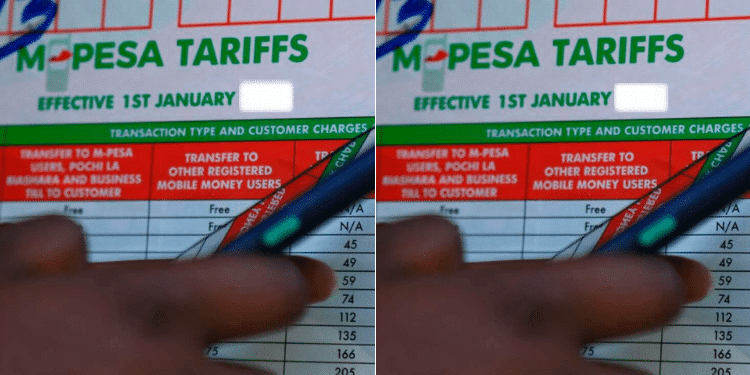 M-PESA TARIFFS
EFFECTIVE 1ST JANUARY
TRANSACTION TYPE AND CUSTOMER CHARGES
TRANSFER TO M-PESA
USERS, POCHI LA
BIASHARA AND BUSINESS
TILL TO CUSTOMER
TRANSFER TO
OTHER REGISTERED
MOBILE MONEY USERS
Free Free N/A
N/A
45
49
59
74
112
135
75 166
205
M-PESA TARIFFS
EFFECTIVE 1ST JANUARY
TRANSACTION TYPE AND CUSTOMER CHARGES
TRANSFER TO M-PESA
USERS, POCHI LA
BIASHARA AND BUSINESS
TILL TO CUSTOMER
TRANSFER TO
OTHER REGISTERED
MOBILE MONEY USERS
Free Free N/A
N/A
45
49
59
74
112
135
75 166
205